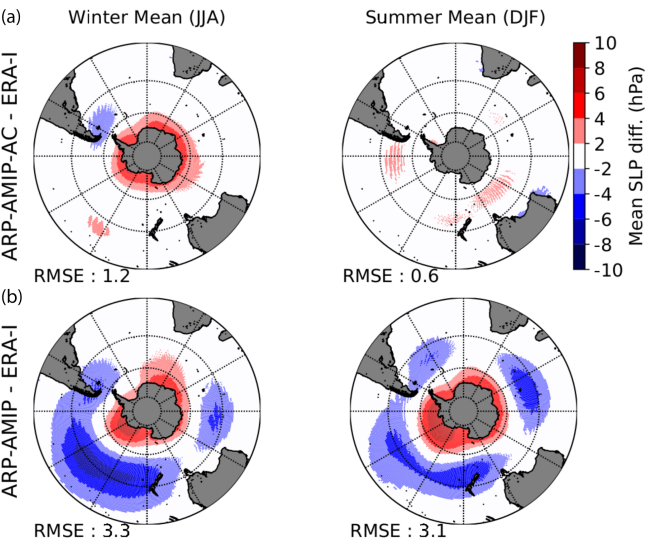 (a)
Winter Mean (JJA)
Summer Mean (DJF)
ARP-AMIP-AC - ERA-I
RMSE : 1.2
RMSE : 0.6
10
8
6
4
2
-2
-4
-6
-8
-10
Mean SLP diff. (hPa)
(b)
ARP-AMIP - ERA-I
RMSE : 3.3
RMSE : 3.1